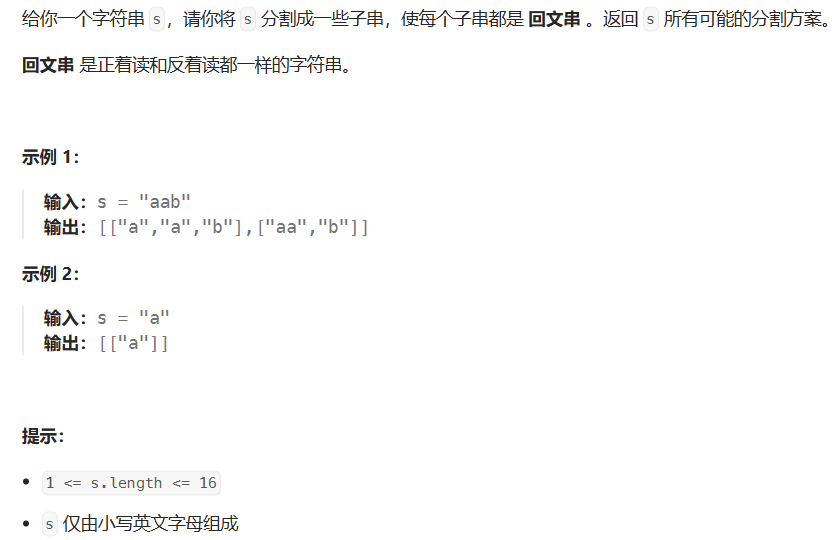 给你一个字符串 s，请你将 s 分割成一些子串，使每个子串都是 回文串 。返回 s 所有可能的分割方案。
回文串 是正着读和反着读都一样的字符串。
示例 1：
输入：s = "aab"
输出：[["a","a","b"],["aa","b"]]
示例 2：
输入：s = "a"
输出：[["a"]]
提示：
• 1 <= s.length <= 16
• s 仅由小写英文字母组成